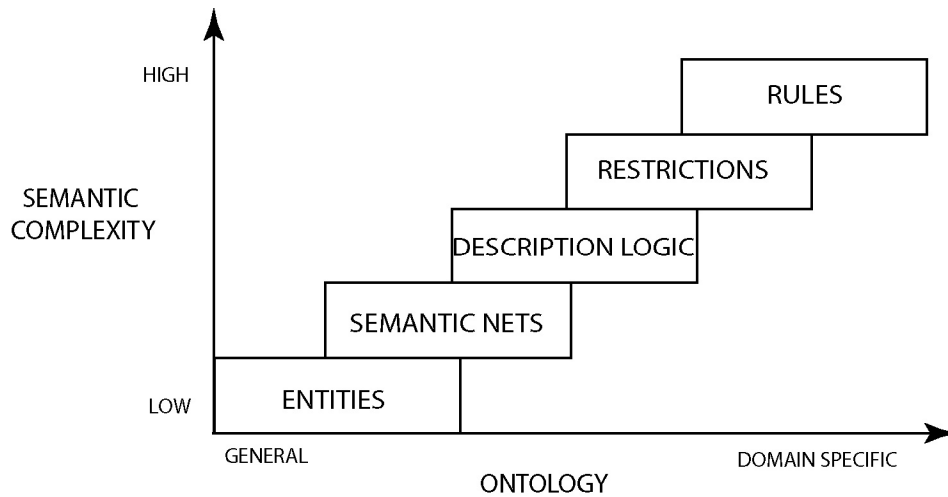 HIGH
RULES
RESTRICTIONS
SEMANTIC
COMPLEXITY
DESCRIPTION LOGIC
SEMANTIC NETS
ENTITIES
LOW
GENERAL
DOMAIN SPECIFIC
ONTOLOGY